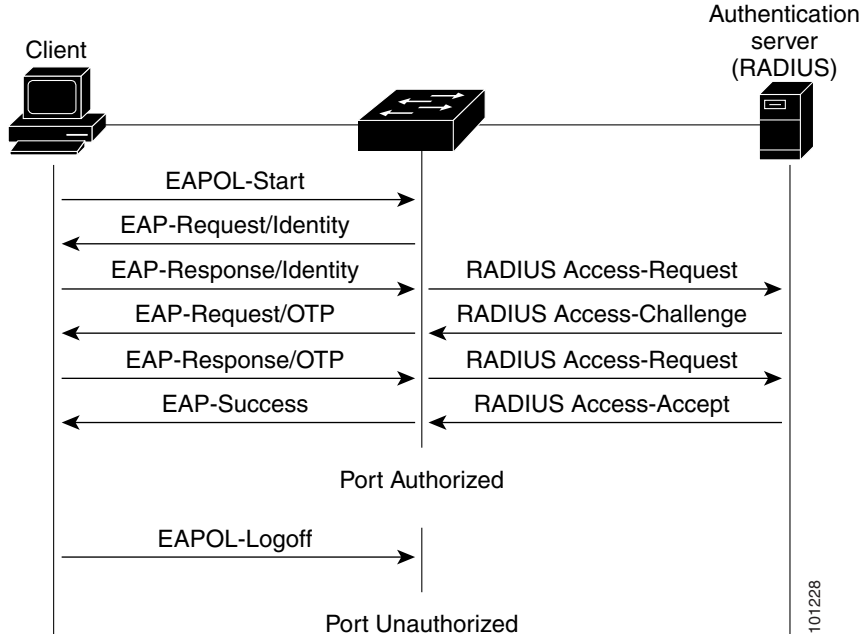 Authentication
server
(RADIUS)
Client
EAPOL-Start
EAP-Request/Identity
EAP-Response/Identity
RADIUS Access-Request
EAP-Request/OTP
RADIUS Access-Challenge
EAP-Response/OTP
RADIUS Access-Request
EAP-Success
RADIUS Access-Accept
Port Authorized
EAPOL-Logoff
Port Unauthorized
101228